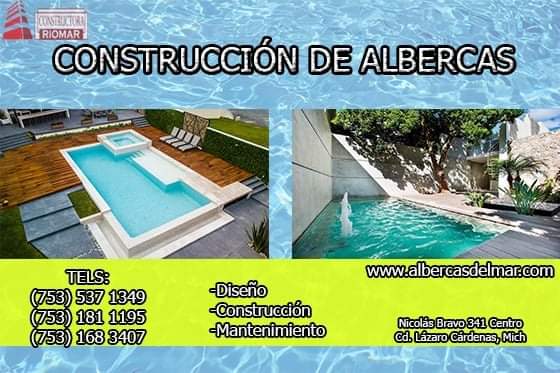 CONSTRUCTORA
RIOMAR
CONSTRUCCIÓN DE ALBERCAS
TELS:
(753) 537 1349
(753) 181 1195
(753) 168 3407
-Diseño
-Construcción
-Mantenimiento
www.albercasdelmar.com
Nicolás Bravo 341 Centro
Cd. Lázaro Cárdenas, Mich